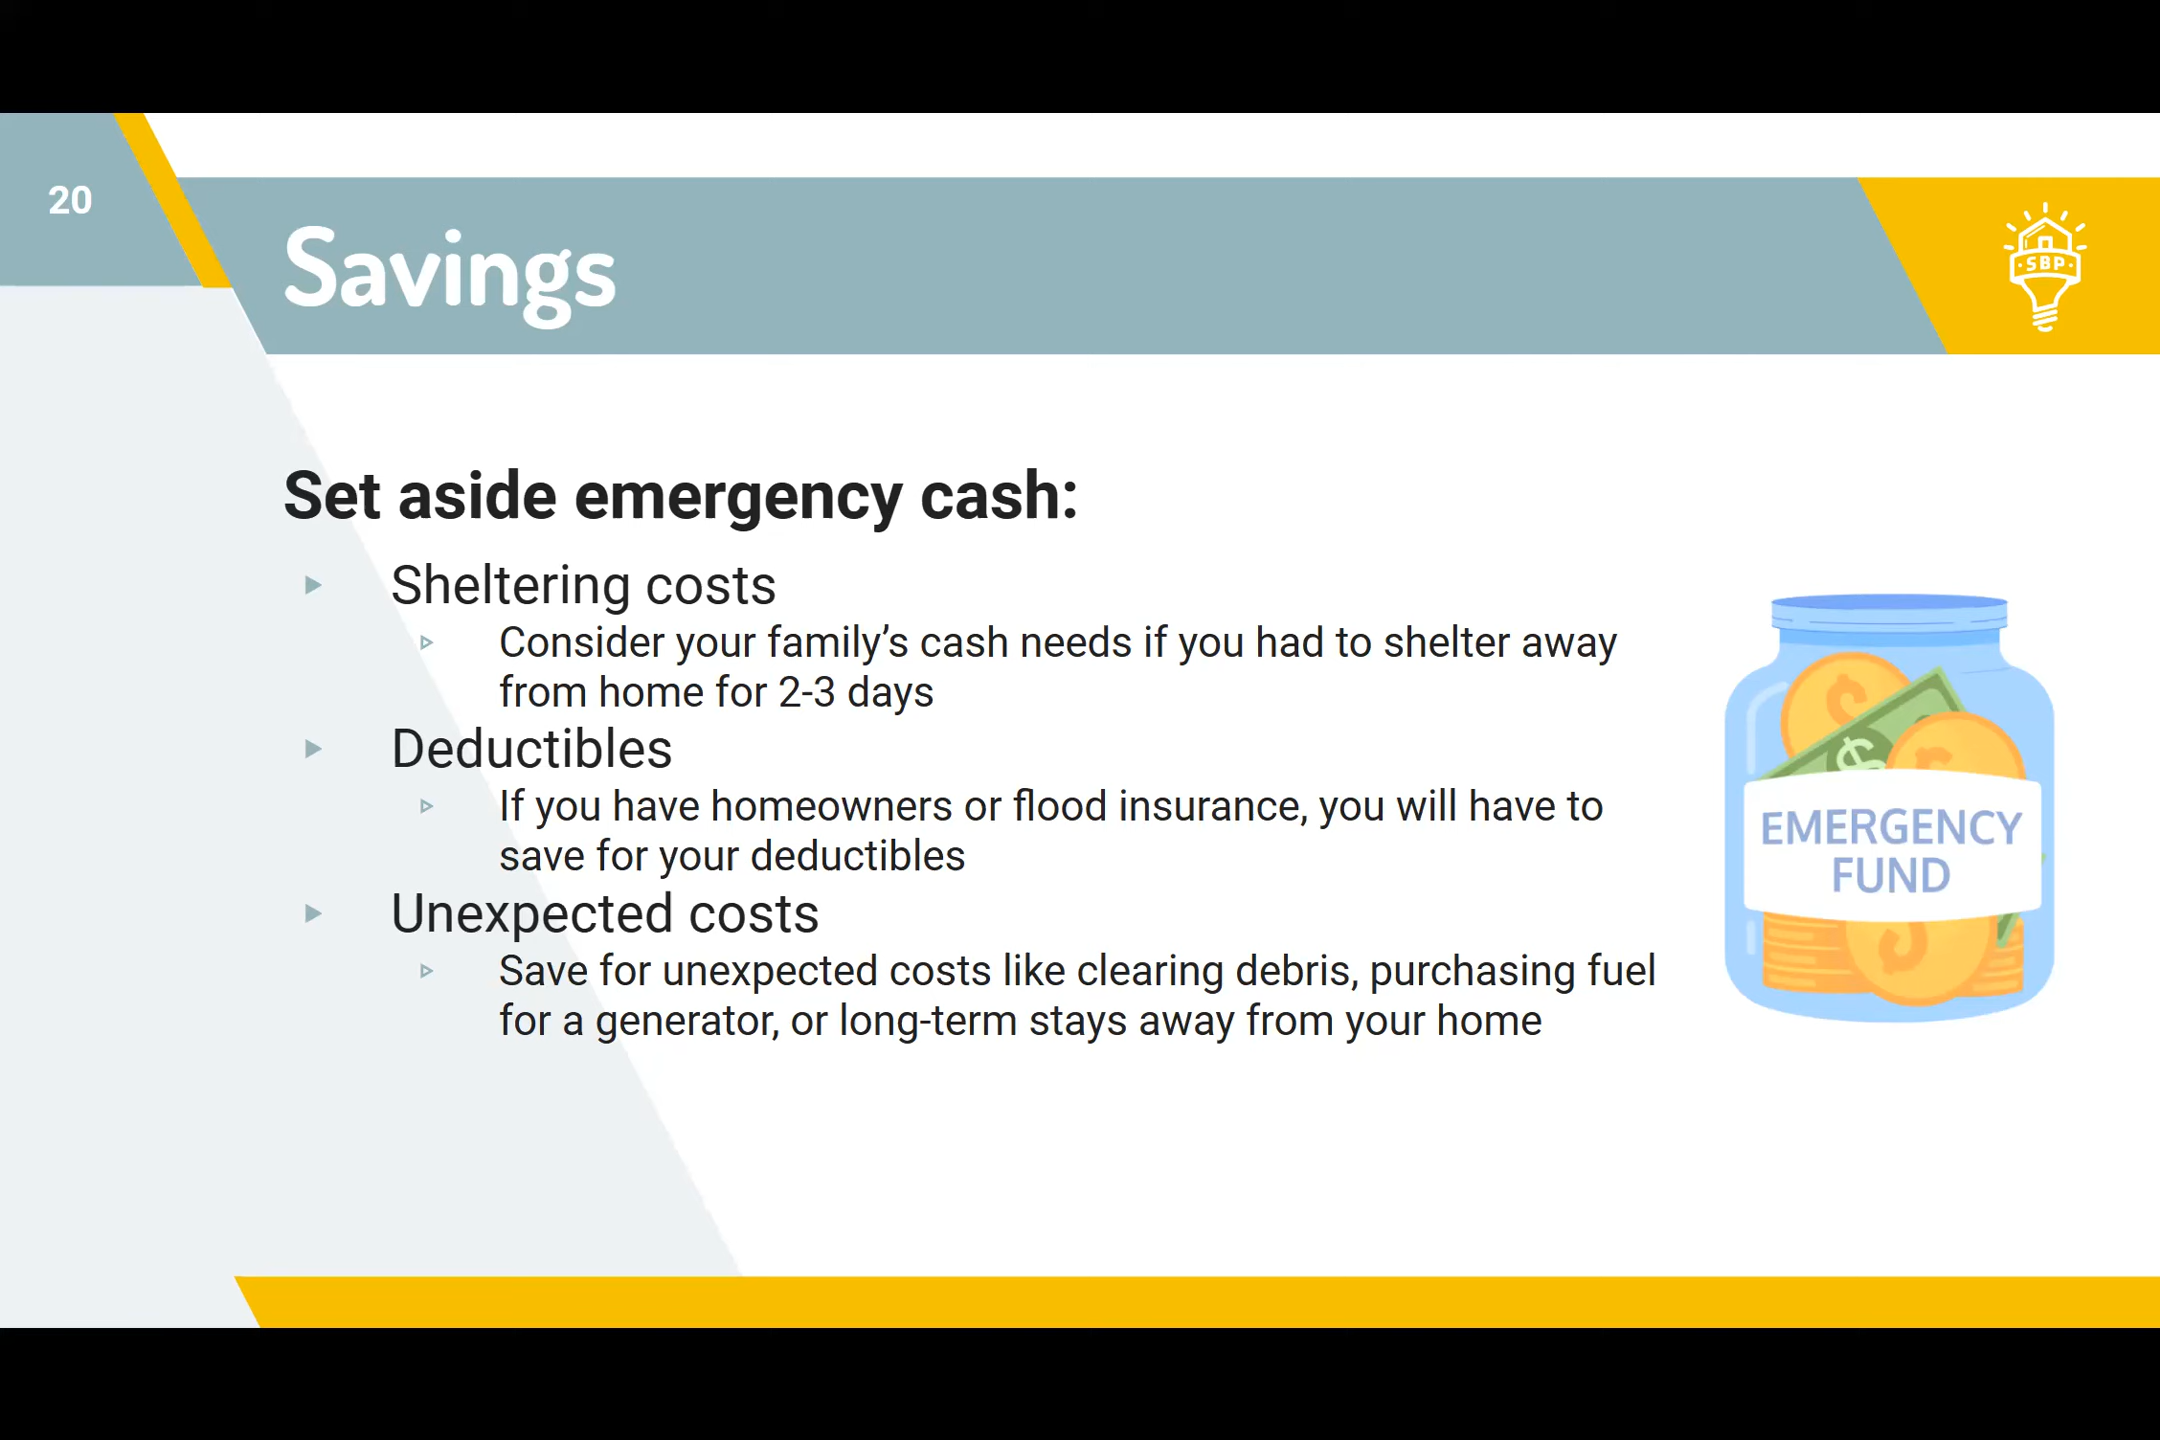 20
Savings
SBP
Set aside emergency cash:
Sheltering costs
Consider your family’s cash needs if you had to shelter away
from home for 2-3 days
Deductibles
If you have homeowners or flood insurance, you will have to
save for your deductibles
Unexpected costs
Save for unexpected costs like clearing debris, purchasing fuel
for a generator, or long-term stays away from your home
$
EMERGENCY
FUND